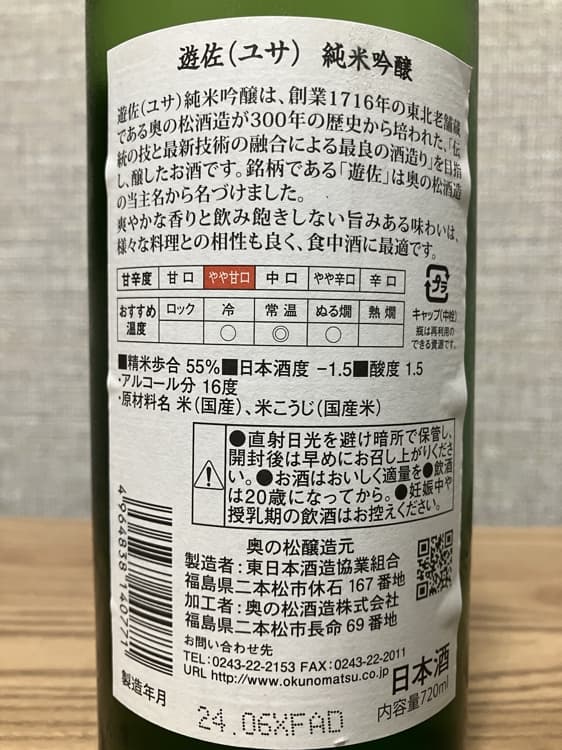 遊佐(ユサ) 純米吟醸
遊佐(ユサ)純米吟醸は、創業1716年の東北老舗蔵
である奥の松酒造が300年の歴史から培われた、「伝
統の技と最新技術の融合による最良の酒造り」を目指
し、醸したお酒です。銘柄である「遊佐」は奥の松酒造
の当主名から名づけました。
爽やかな香りと飲み飽きしない旨みある味わいは、
様々な料理との相性も良く、食中酒に最適です。
甘辛度 甘口 やや甘口 中口 やや辛口 辛口
おすすめ温度 ロック 冷 常温 ぬる燗 熱燗
○ ◎ ○
プラ
キャップ(中栓)
瓶は再利用の
できる資源です。
■精米歩合 55%■日本酒度 −1.5■酸度 1.5
・アルコール分 16度
・原材料名 米(国産)、米こうじ(国産米)
●直射日光を避け暗所で保管し、
開封後は早めにお召し上がりくださ
い。●お酒はおいしく適量を●飲酒
は20歳になってから。●妊娠中や
授乳期の飲酒はお控えください。
4964838140771
奥の松醸造元
製造者:東日本酒造協業組合
福島県二本松市休石167番地
加工者:奥の松酒造株式会社
福島県二本松市長命69番地
お問い合わせ先
TEL:0243-22-2153 FAX:0243-22-2011
URL http://www.okunomatsu.co.jp
日本酒
内容量720ml
製造年月
24.06XFAD